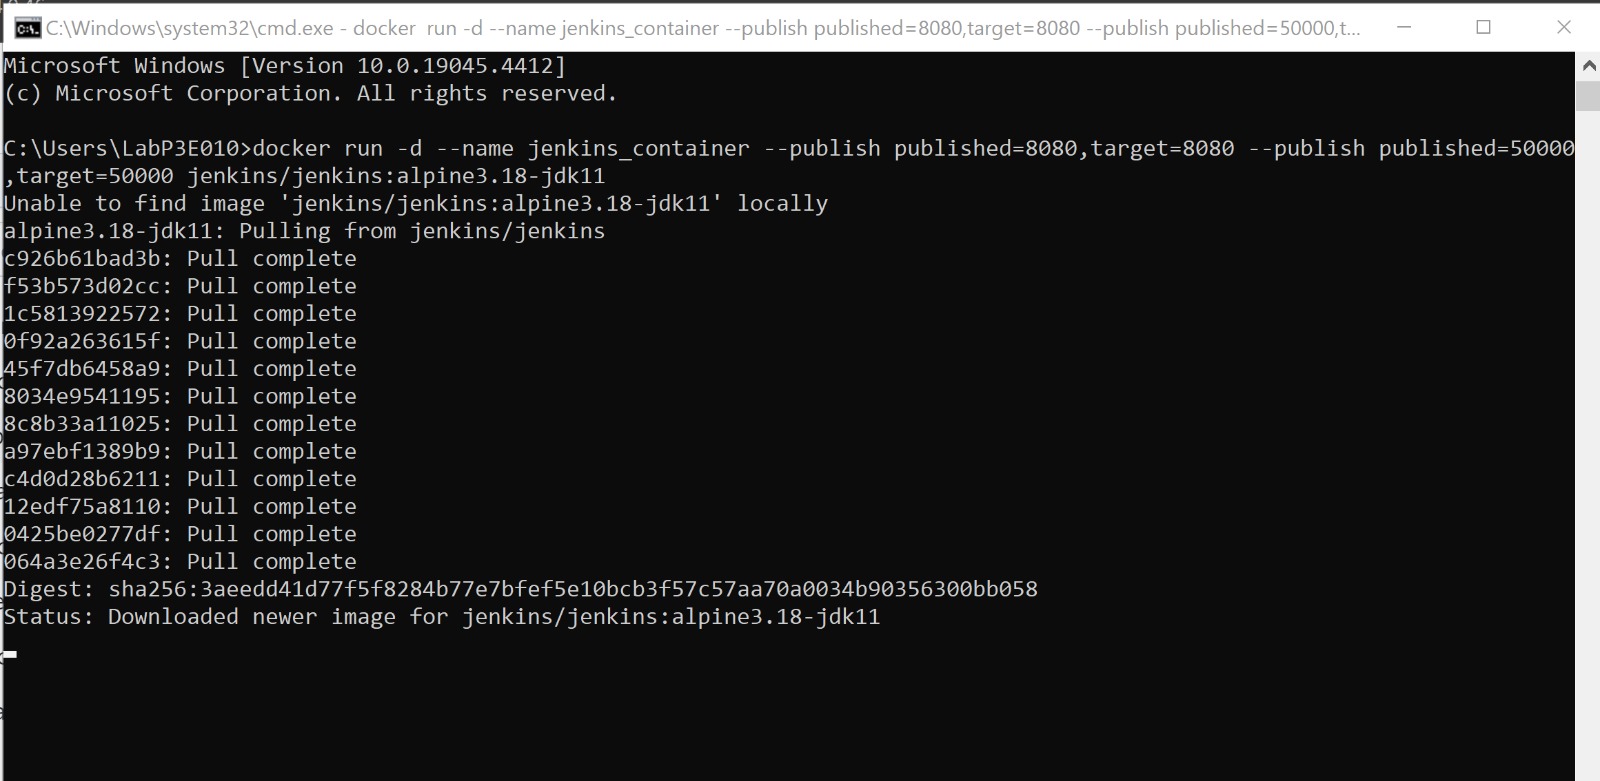 C:\Windows\system32\cmd.exe - docker  run -d --name jenkins_container --publish published=8080,target=8080 --publish published=50000,t...
Microsoft Windows [Version 10.0.19045.4412]
(c) Microsoft Corporation. All rights reserved.
C:\Users\LabP3E010>docker run -d --name jenkins_container --publish published=8080,target=8080 --publish published=50000
,target=50000 jenkins/jenkins:alpine3.18-jdk11
Unable to find image 'jenkins/jenkins:alpine3.18-jdk11' locally
alpine3.18-jdk11: Pulling from jenkins/jenkins
c926b61bad3b: Pull complete
f53b573d02cc: Pull complete
1c5813922572: Pull complete
0f92a263615f: Pull complete
45f7db6458a9: Pull complete
8034e9541195: Pull complete
8c8b33a11025: Pull complete
a97ebf1389b9: Pull complete
c4d0d28b6211: Pull complete
12edf75a8110: Pull complete
0425be0277df: Pull complete
064a3e26f4c3: Pull complete
Digest: sha256:3aeedd41d77f5f8284b77e7bfef5e10bcb3f57c57aa70a0034b90356300bb058
Status: Downloaded newer image for jenkins/jenkins:alpine3.18-jdk11